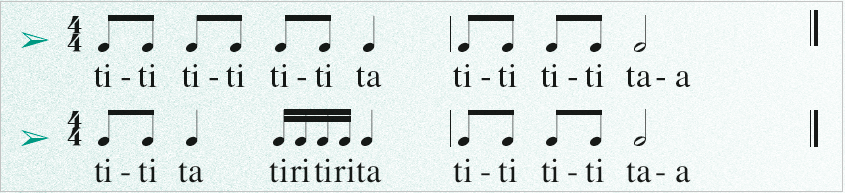 4 4
ti - ti ti - ti ti - ti ta ti - ti ti - ti ta - a
4 4
ti - ti ta tiritirita ti - ti ti - ti ta - a